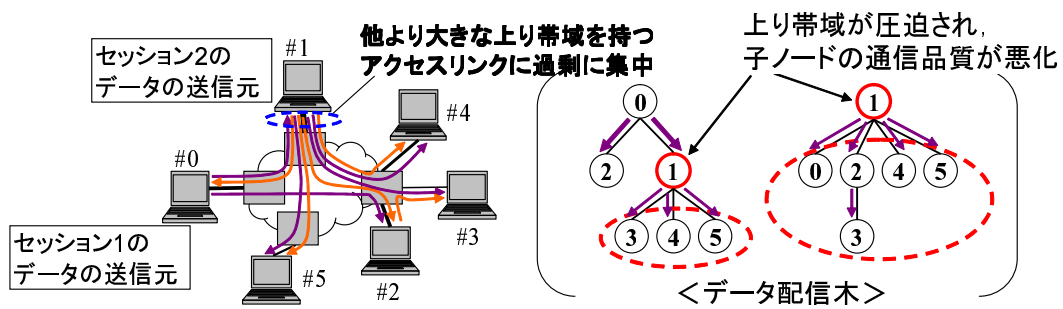 セッション2の
データの送信元
#1
他より大きな上り帯域を持つ
アクセスリンクに過剰に集中
上り帯域が圧迫され,
子ノードの通信品質が悪化
#4
#0
#3
セッション1の
データの送信元
#5
#2
0
2
1
3 4 5
1
0 2 4 5
3
＜データ配信木＞